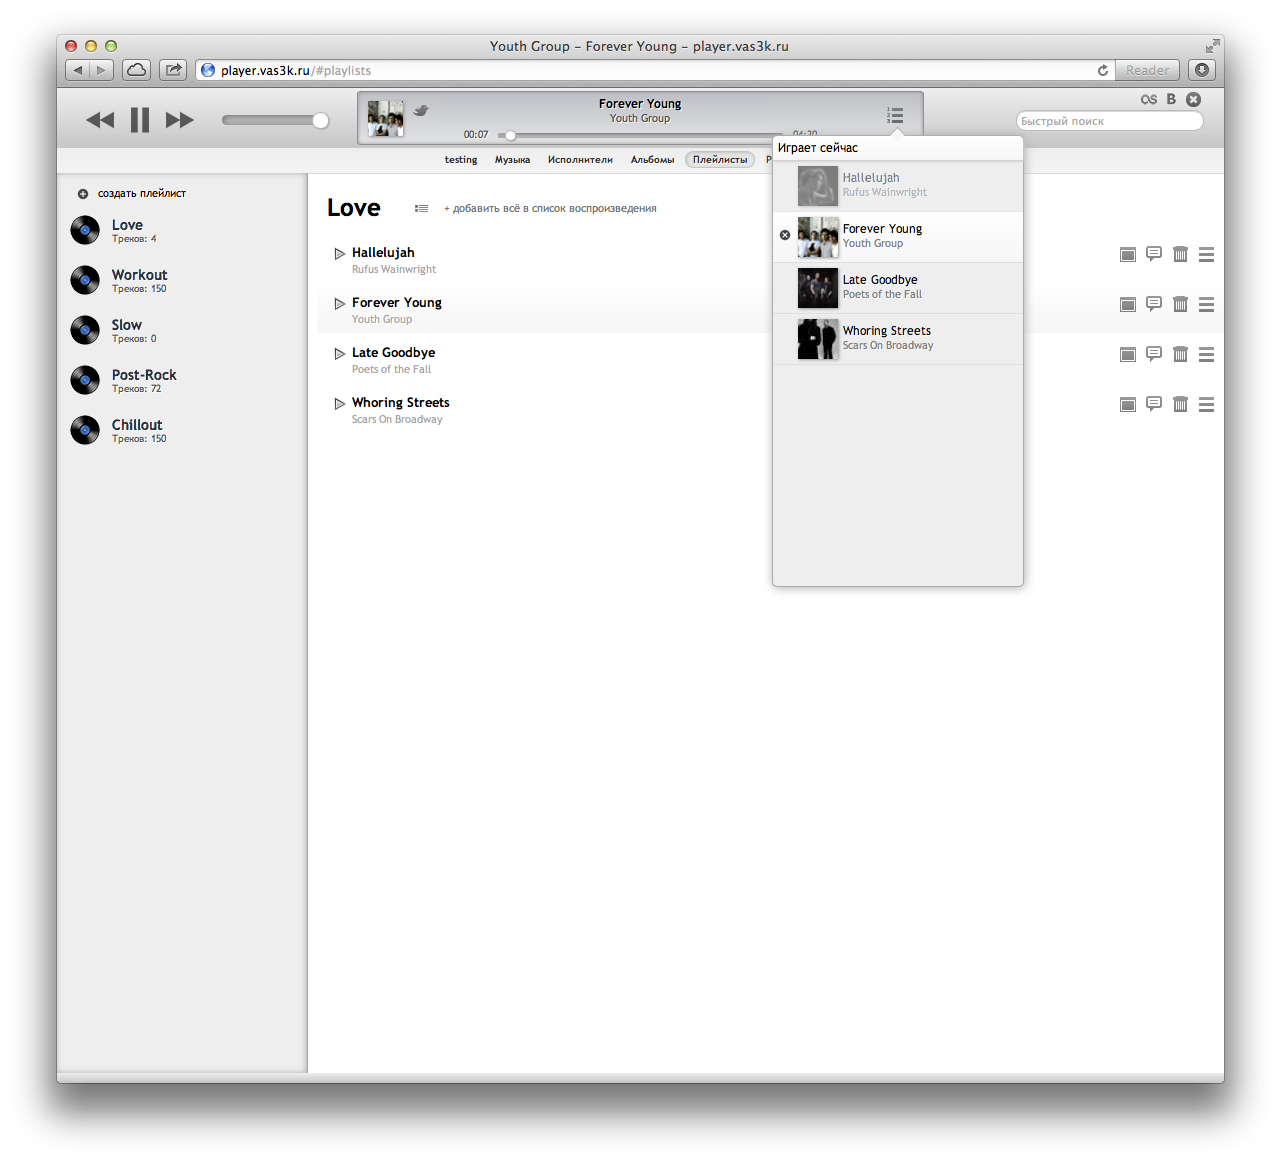 Youth Group – Forever Young – player.vas3k.ru
player.vas3k.ru/#playlists
Reader
Forever Young
Youth Group
00:07
1
2
3
B
Быстрый поиск
testing Музыка Исполнители Альбомы Плейлисты
Играет сейчас
Hallelujah
Rufus Wainwright
Forever Young
Youth Group
Late Goodbye
Poets of the Fall
Whoring Streets
Scars On Broadway
создать плейлист
Love
Треков: 4
Workout
Треков: 150
Slow
Треков: 0
Post-Rock
Треков: 72
Chillout
Треков: 150
Love
+ добавить всё в список воспроизведения
Hallelujah
Rufus Wainwright
Forever Young
Youth Group
Late Goodbye
Poets of the Fall
Whoring Streets
Scars On Broadway